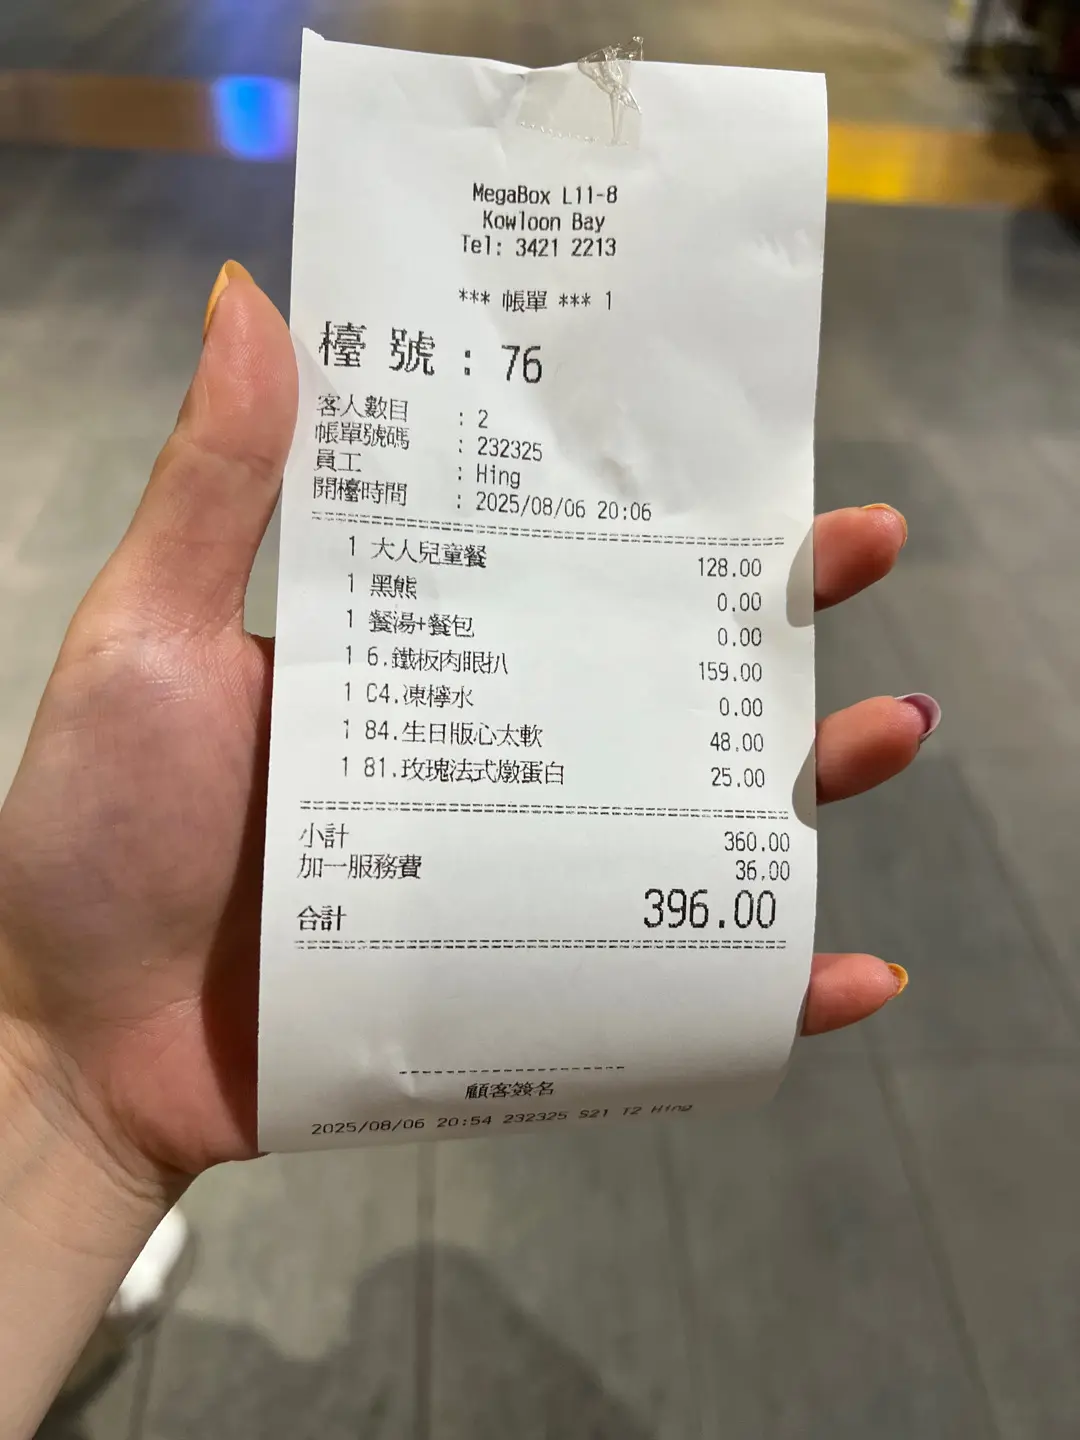 MegaBox L11-8
Kowloon Bay
Tel: 3421 2213
*** 帳單 *** 1
檯 號 : 76
客人數目 : 2
帳單號碼 : 232325
員工 : Hing
開檯時間 : 2025/08/06 20:06
1 大人兒童餐 128.00
1 黑熊 0.00
1 餐湯+餐包 0.00
1 6.鐵板肉眼扒 159.00
1 C4.凍檸水 0.00
1 84.生日版心太軟 48.00
1 81.玫瑰法式燉蛋白 25.00
小計 360.00
加一服務費 36.00
合計 396.00
顧客簽名
2025/08/06 20:54 232325 S21 T2 Hing